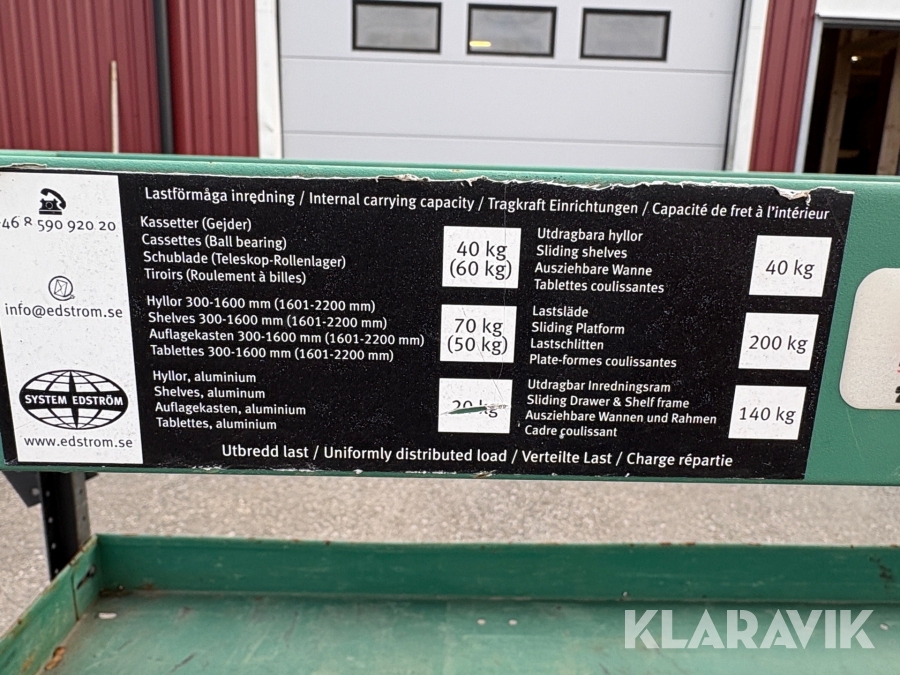 Lastförmåga inredning / Internal carrying capacity / Tragkraft Einrichtungen / Capacité de fret à l'intérieur
46 8 590 920 20
info@edstrom.se
SYSTEM EDSTRÖM
www.edstrom.se
Kassetter (Gejder)
Cassettes (Ball bearing)
Schublade (Teleskop-Rollenlager)
Tiroirs (Roulement à billes)
40 kg
(60 kg)
Hyllor 300-1600 mm (1601-2200 mm)
Shelves 300-1600 mm (1601-2200 mm)
Auflagekasten 300-1600 mm (1601-2200 mm)
Tablettes 300-1600 mm (1601-2200 mm)
70 kg
(50 kg)
Hyllor, aluminium
Shelves, aluminum
Auflagekasten, aluminium
Tablettes, aluminium
20 kg
Utdragbara hyllor
Sliding shelves
Ausziehbare Wanne
Tablettes coulissantes
40 kg
Lastsläde
Sliding Platform
Lastschlitten
Plate-formes coulissantes
200 kg
Utdragbar Inredningsram
Sliding Drawer & Shelf frame
Ausziehbare Wannen und Rahmen
Cadre coulissant
140 kg
Utbredd last / Uniformly distributed load / Verteilte Last / Charge répartie
KLARAVIK